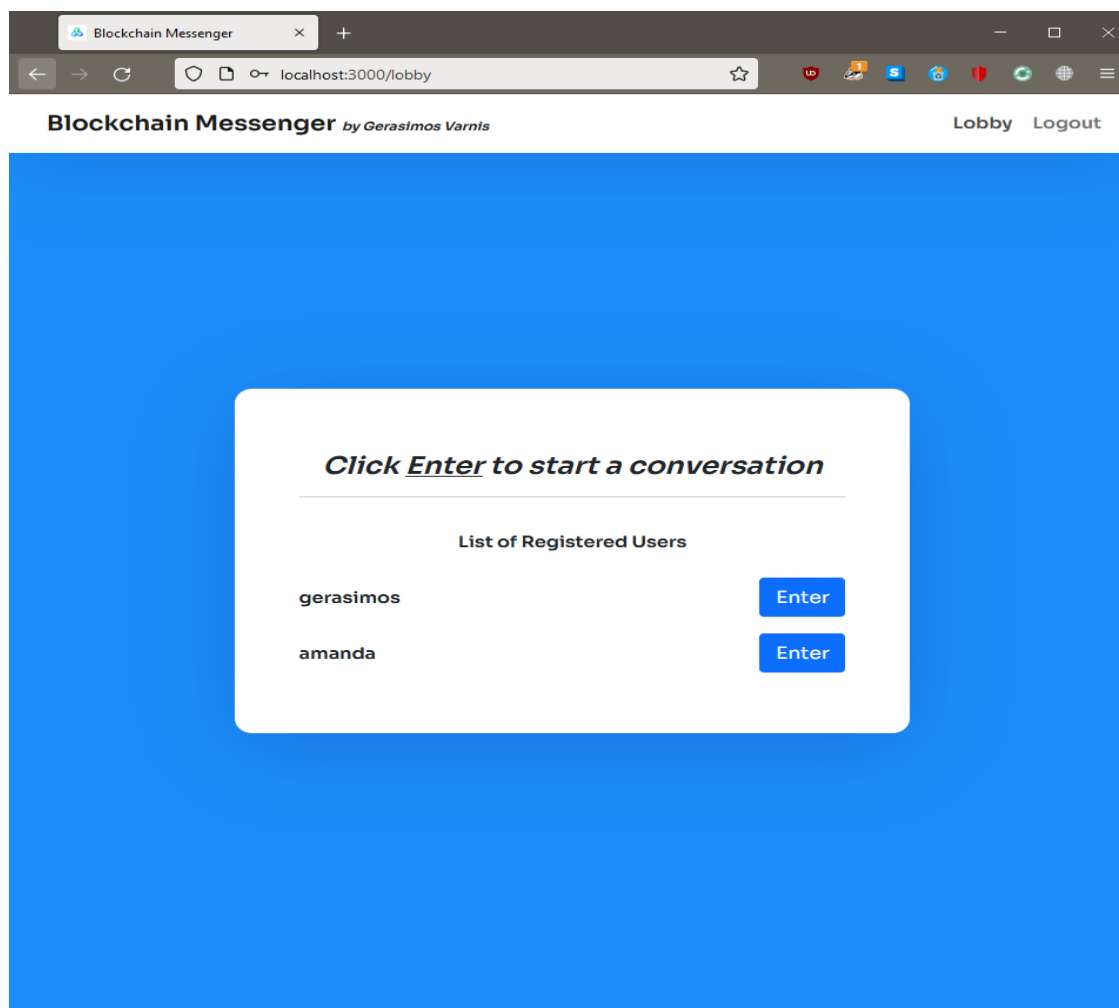 Blockchain Messenger
localhost:3000/lobby
1
S
Blockchain Messenger by Gerasimos Varnis
Lobby Logout
Click Enter to start a conversation
List of Registered Users
gerasimos Enter
amanda Enter